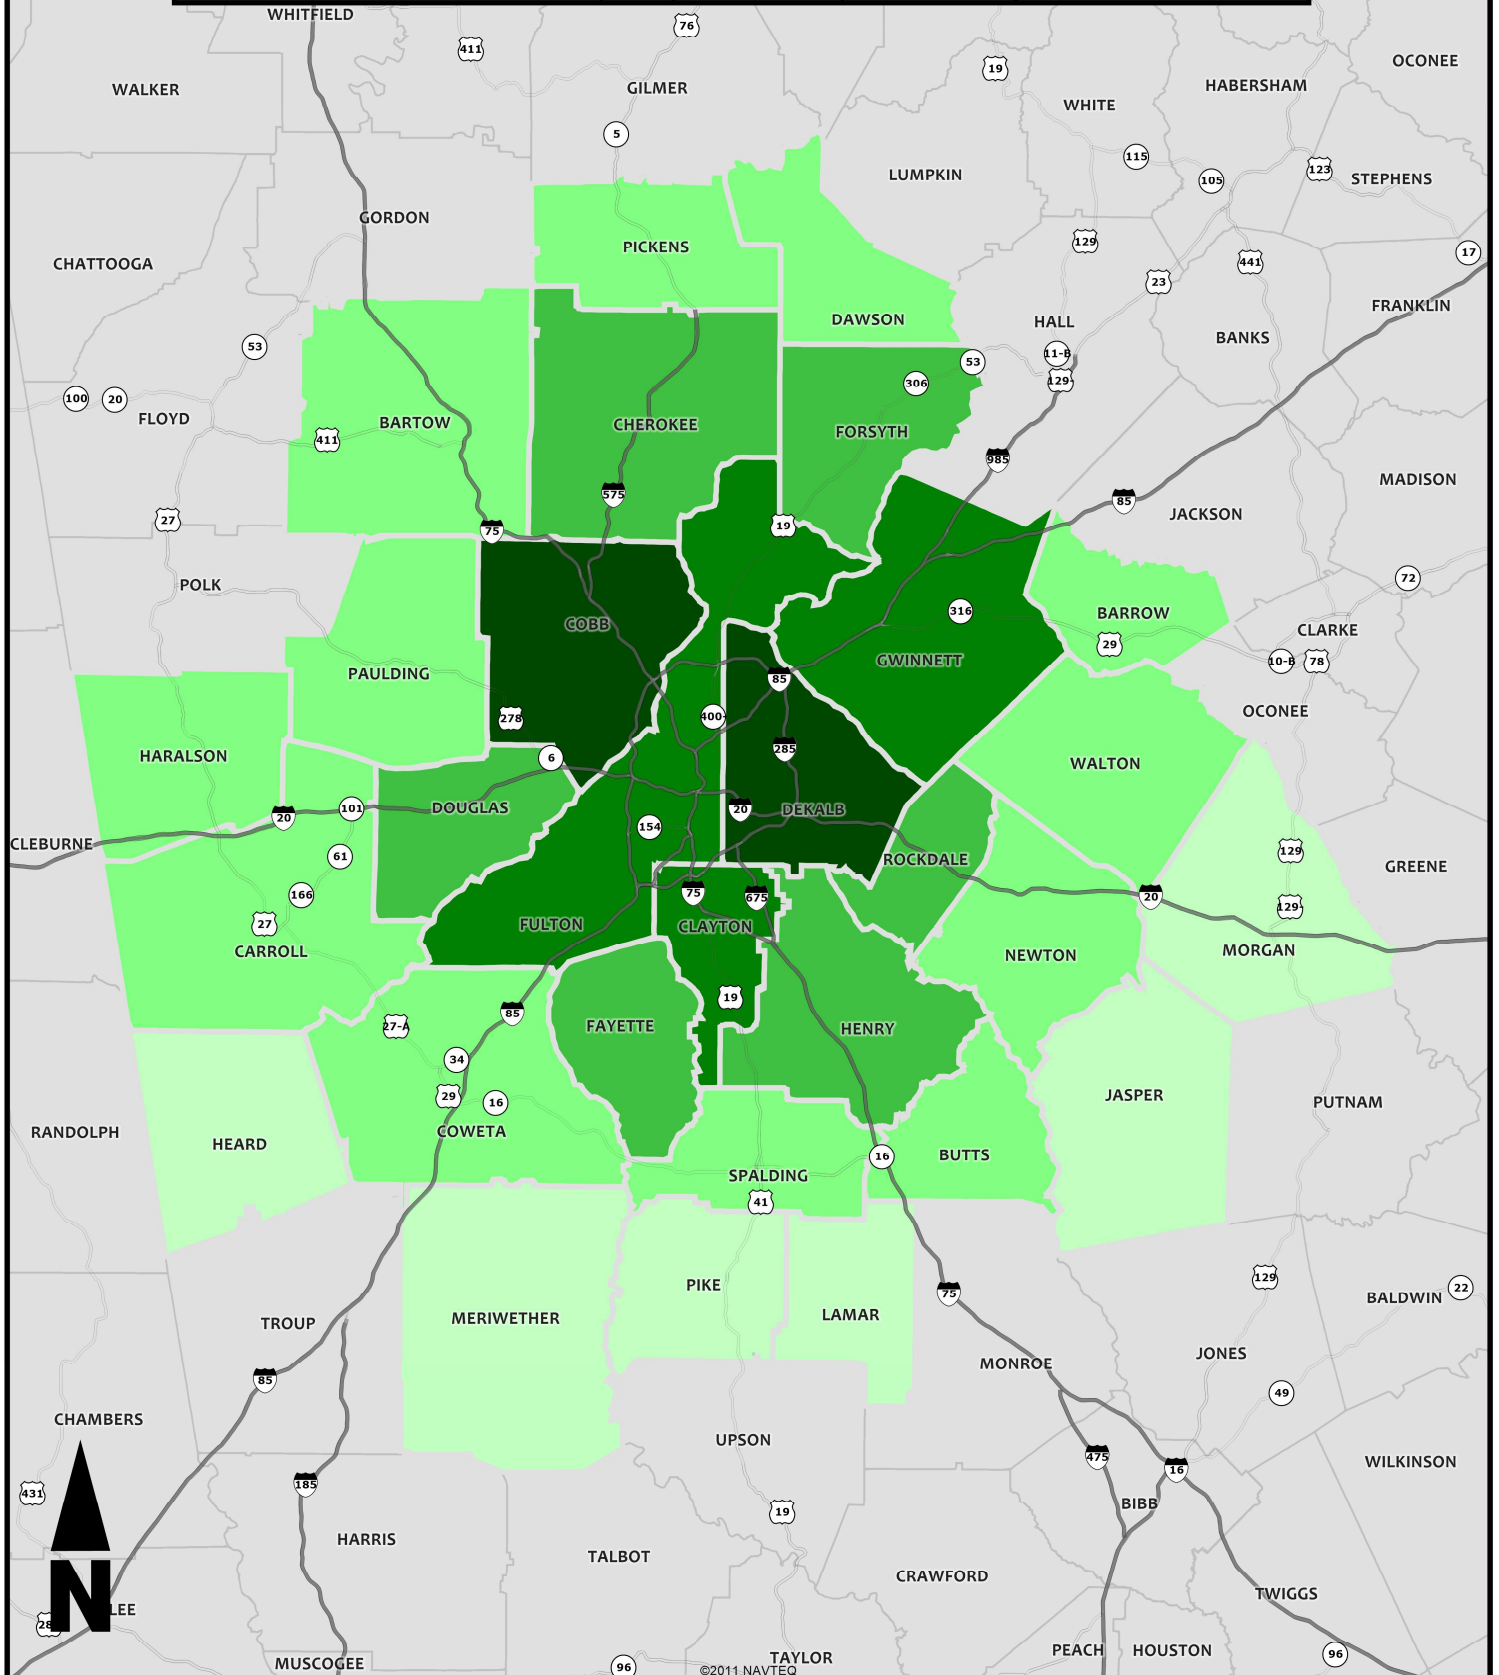 WHITFIELD
76
411
19
OCONEE
WALKER
GILMER
HABERSHAM
WHITE
5
115
123
105
STEPHENS
LUMPKIN
GORDON
129
PICKENS
17
CHATTOOGA
441
23
FRANKLIN
DAWSON
HALL
BANKS
53
11-B
53
129-
306
100
20
FLOYD
BARTOW
CHEROKEE
FORSYTH
411
985
MADISON
575
85
JACKSON
27
19
75
72
POLK
316
BARROW
COBB
CLARKE
29
GWINNETT
10-B
78
PAULDING
85
OCONEE
278
400-
285
HARALSON
6
WALTON
DOUGLAS
101
20
DEKALB
20
154
CLEBURNE
61
129
ROCKDALE
GREENE
166
75
675
20
129-
27
FULTON
CLAYTON
CARROLL
MORGAN
NEWTON
19
85
27-A
FAYETTE
HENRY
34
29
16
JASPER
PUTNAM
RANDOLPH
HEARD
COWETA
16
BUTTS
SPALDING
41
129
PIKE
22
75
BALDWIN
MERIWETHER
LAMAR
TROUP
JONES
MONROE
85
49
CHAMBERS
UPSON
475
WILKINSON
16
185
431
BIBB
19
HARRIS
TALBOT
CRAWFORD
TWIGGS
N
LEE
28
PEACH
HOUSTON
96
TAYLOR
MUSCOGEE
96
©2011 NAVTEQ